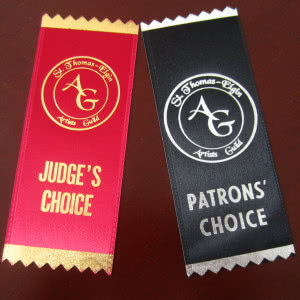 St. Thomas-Elgin
AG
Artists Guild
JUDGE'S
CHOICE
St. Thomas-Elgin
AG
Artists Guild
PATRONS'
CHOICE